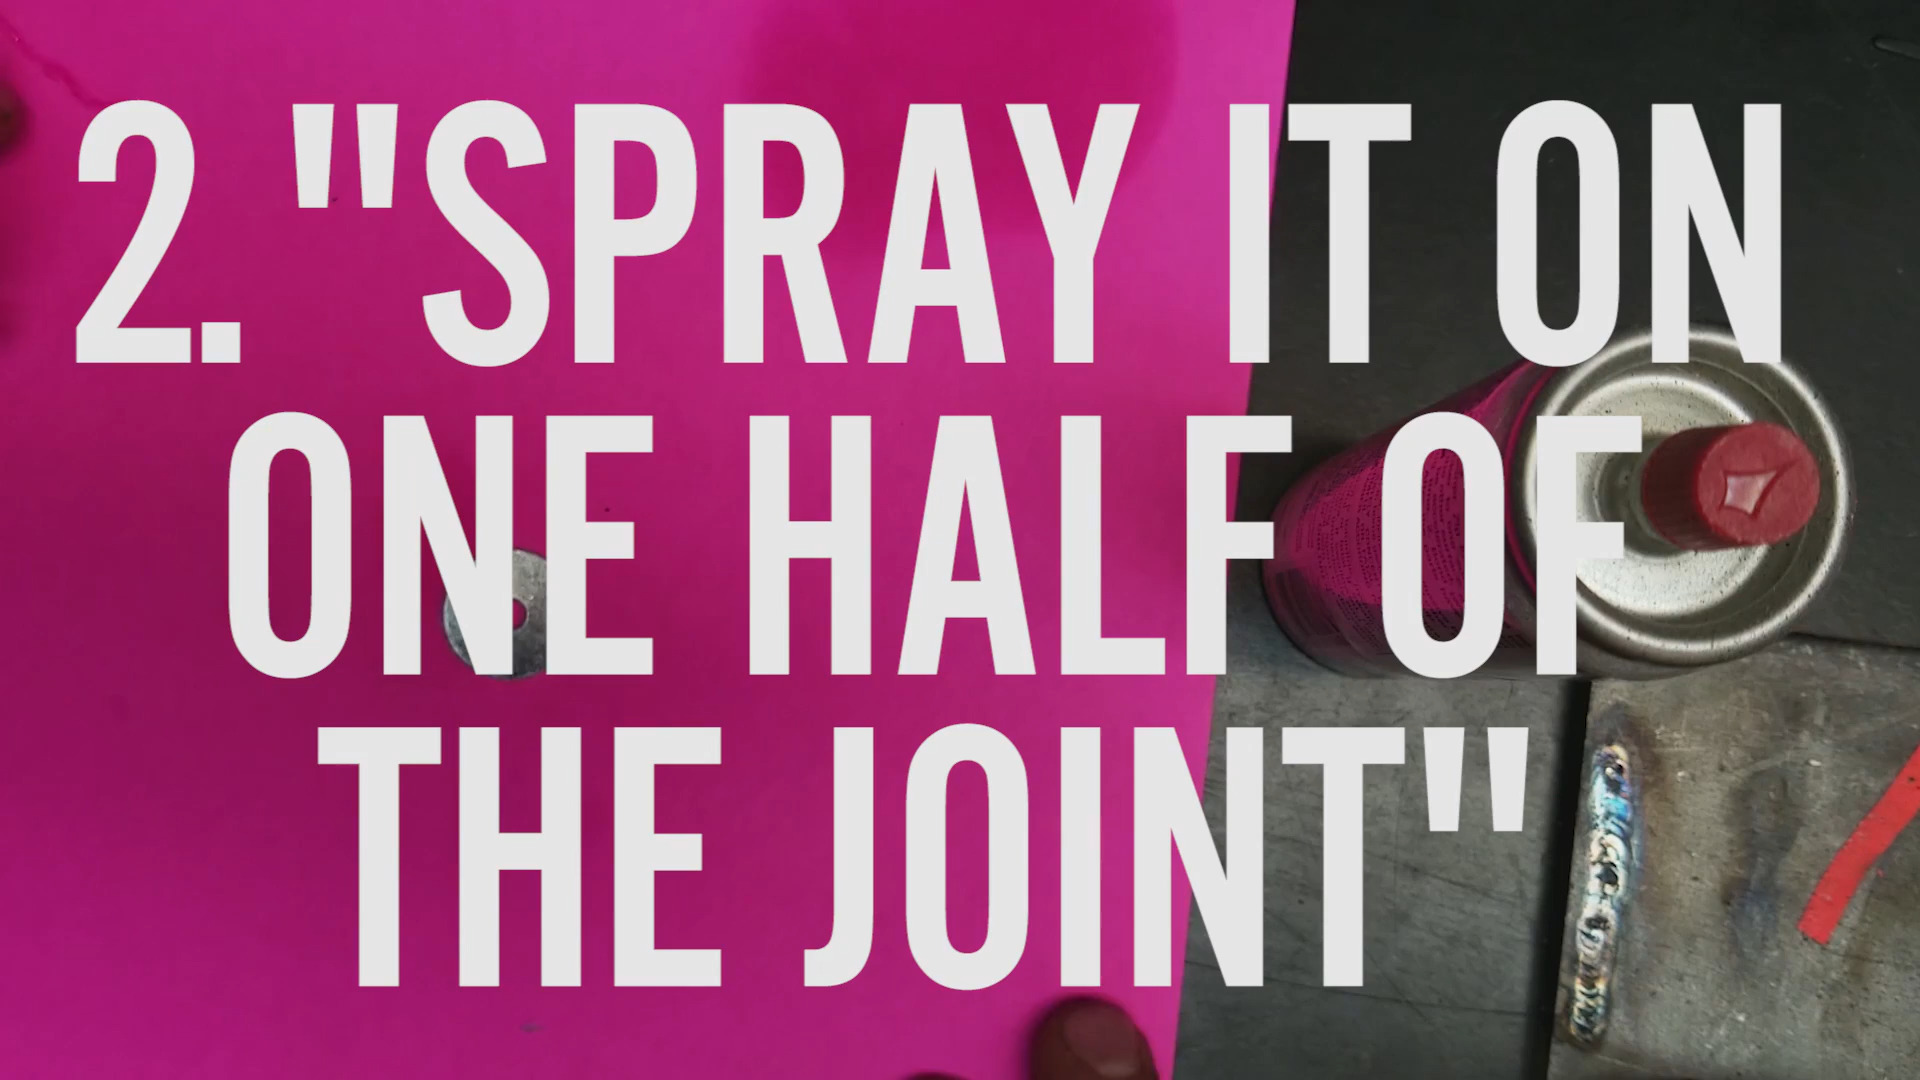 2. "SPRAY IT ON
ONE HALF OF
THE JOINT"